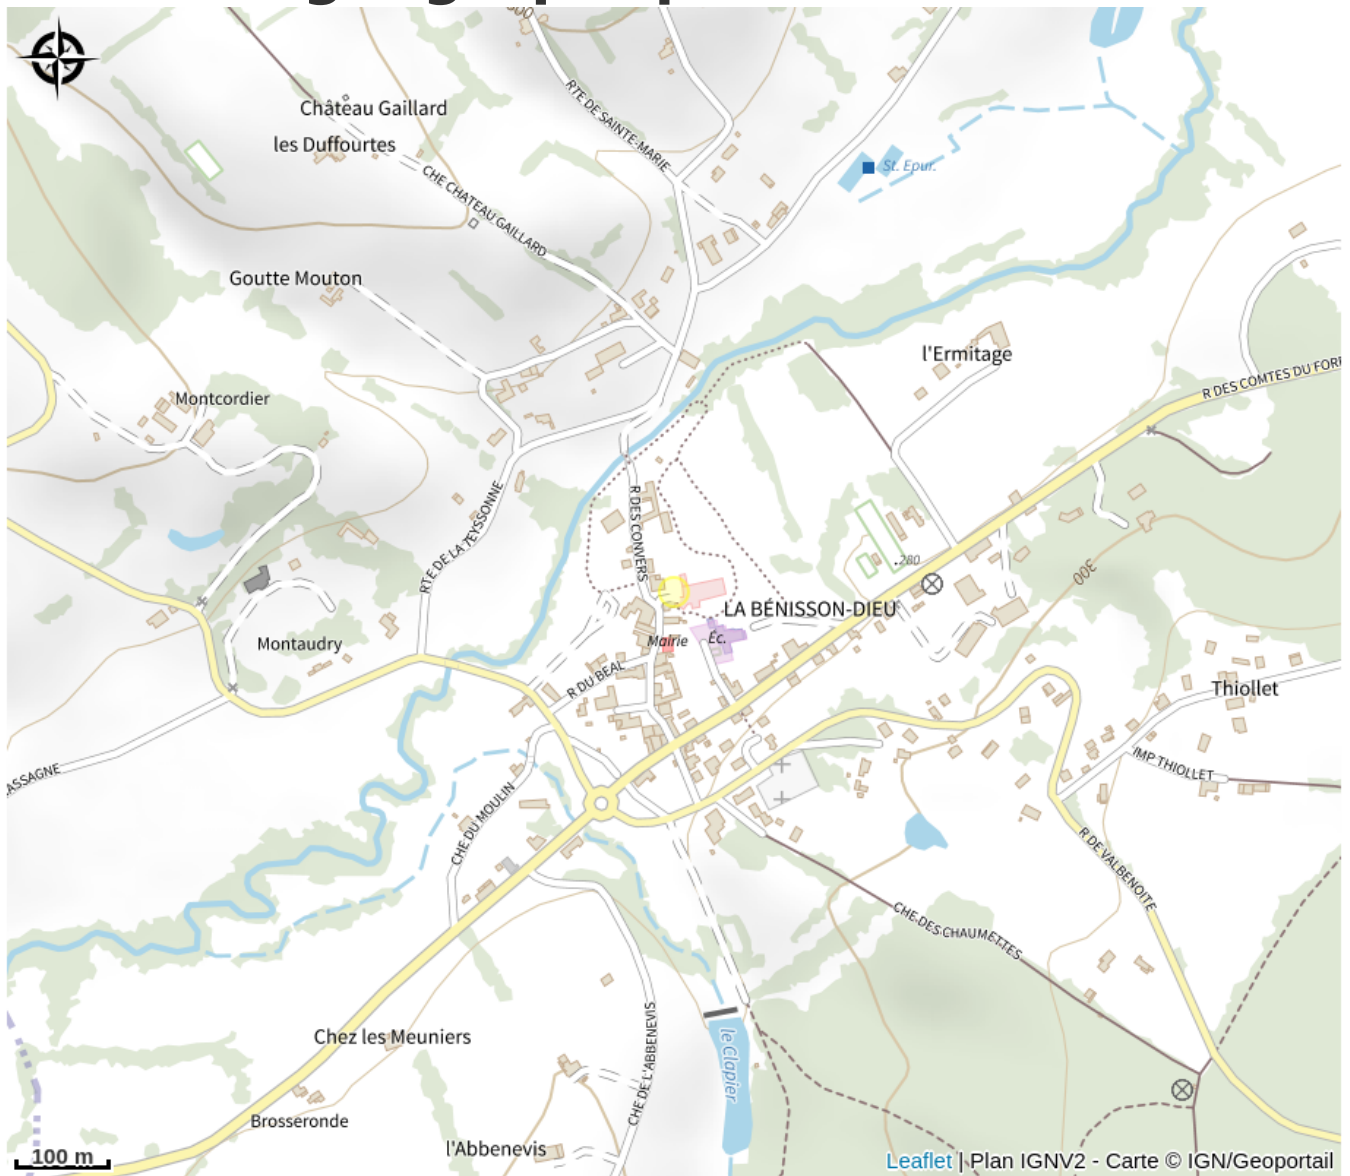 300
RTE DE SAINTE-MARIE
Château Gaillard
les Duffourtes
St. Epur.
CHE CHATEAU GAILLARD
Goutte Mouton
l'Ermitage
R DES COMTES DU FOR
Montcordier
RTE DE LA TEYSSONNE
R DES CONVERS
.280
300
LA BÉNISSON-DIEU
Mairie
Éc.
Montaudry
R DU BEAL
Thiollet
ASSAGNE
IMP THIOLLET
CHE DU MOULIN
R DE VALBENOITE
CHE DES CHAUMETTES
Chez les Meuniers
le Clapier
CHE DE L'ABBENEVIS
Brosseronde
l'Abbenevis
100 m
Leaflet | Plan IGNV2 - Carte © IGN/Geoportail